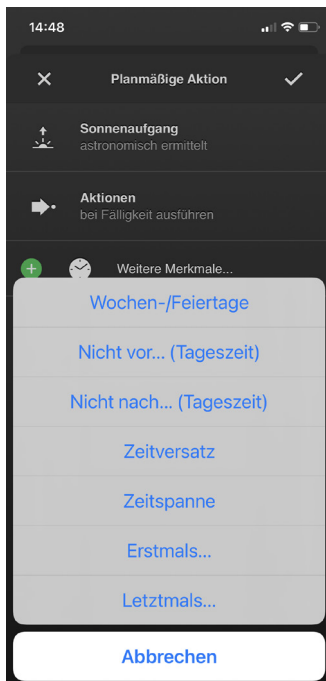 14:48
Planmäßige Aktion
Sonnenaufgang
astronomisch ermittelt
Aktionen
bei Fälligkeit ausführen
Weitere Merkmale...
Wochen-/Feiertage
Nicht vor... (Tageszeit)
Nicht nach... (Tageszeit)
Zeitversatz
Zeitspanne
Erstmals...
Letztmals...
Abbrechen